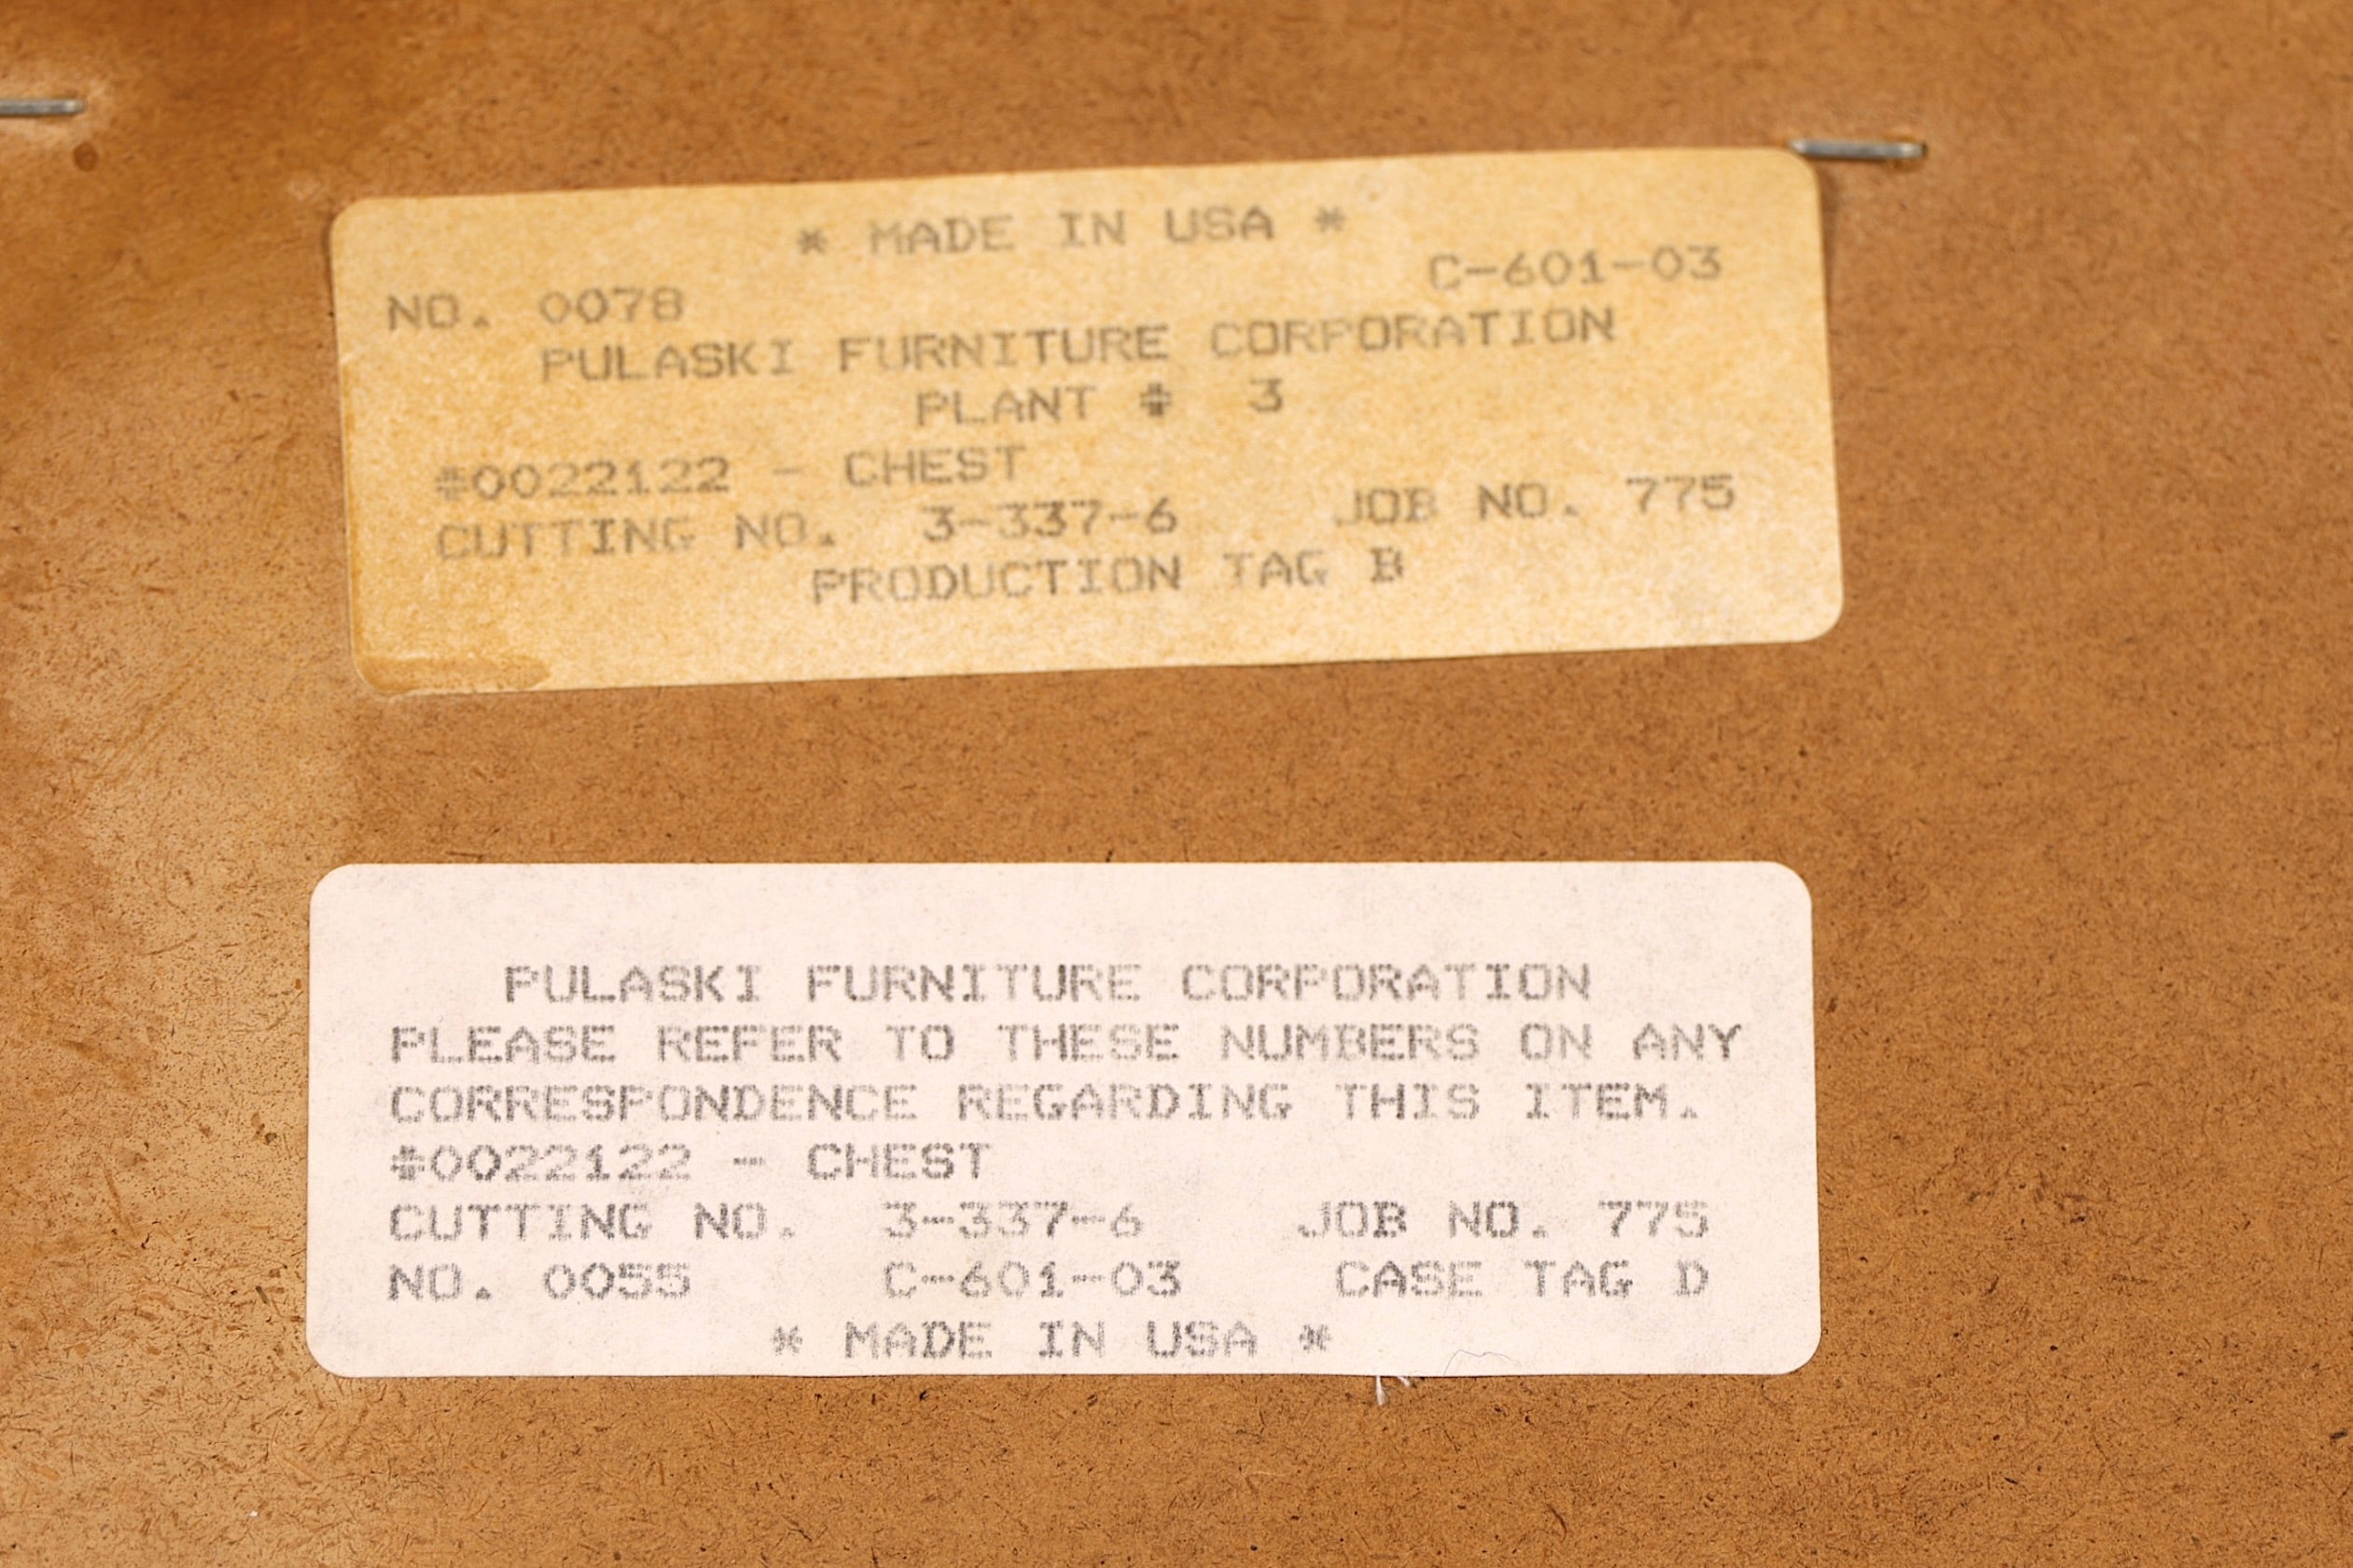 * MADE IN USA *
NO. 0078 C-601-03
PULASKI FURNITURE CORPORATION
PLANT # 3
#0022122 - CHEST
CUTTING NO. 3-337-6 JOB NO. 775
PRODUCTION TAG B
PULASKI FURNITURE CORPORATION
PLEASE REFER TO THESE NUMBERS ON ANY
CORRESPONDENCE REGARDING THIS ITEM.
#0022122 - CHEST
CUTTING NO. 3-337-6 JOB NO. 775
NO. 0055 C-601-03 CASE TAG D
* MADE IN USA *